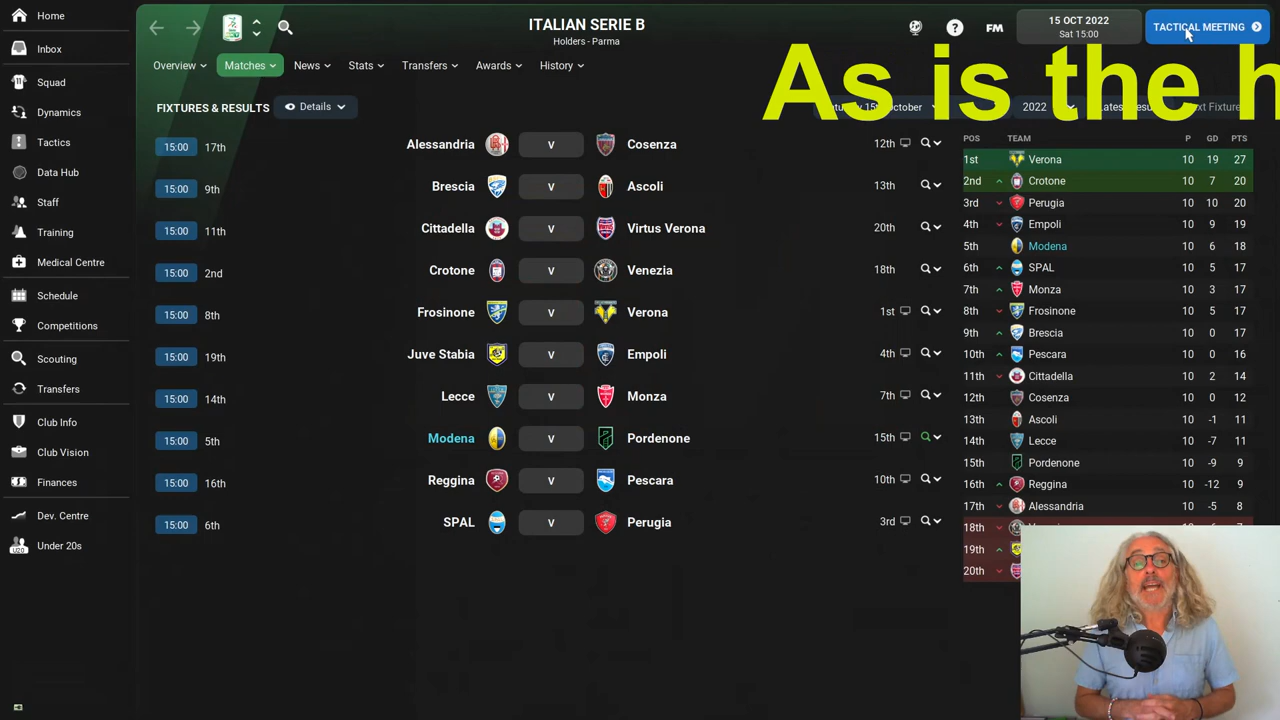 Home
ITALIAN SERIE B
Holders - Parma
FM
15 OCT 2022
Sat 15:00
TACTICAL MEETING
Overview
Matches
News
Stats
Transfers
Awards
History
As is the h
FIXTURES & RESULTS
Details
2022
Inbox
Squad
Dynamics
Tactics
Data Hub
Staff
Training
Medical Centre
Schedule
Competitions
Scouting
Transfers
Club Info
Club Vision
Finances
Dev. Centre
Under 20s
15:00 17th Alessandria v Cosenza 12th
15:00 9th Brescia v Ascoli 13th
15:00 11th Cittadella v Virtus Verona 20th
15:00 2nd Crotone v Venezia 18th
15:00 8th Frosinone v Verona 1st
15:00 19th Juve Stabia v Empoli 4th
15:00 14th Lecce v Monza 7th
15:00 5th Modena v Pordenone 15th
15:00 16th Reggina v Pescara 10th
15:00 6th SPAL v Perugia 3rd
POS TEAM P GD PTS
1st Verona 10 19 27
2nd Crotone 10 7 20
3rd Perugia 10 10 20
4th Empoli 10 9 19
5th Modena 10 6 18
6th SPAL 10 5 17
7th Monza 10 3 17
8th Frosinone 10 5 17
9th Brescia 10 0 17
10th Pescara 10 0 16
11th Cittadella 10 2 14
12th Cosenza 10 0 12
13th Ascoli 10 -1 11
14th Lecce 10 -7 11
15th Pordenone 10 -9 9
16th Reggina 10 -12 9
17th Alessandria 10 -5 8
18th
19th
20th